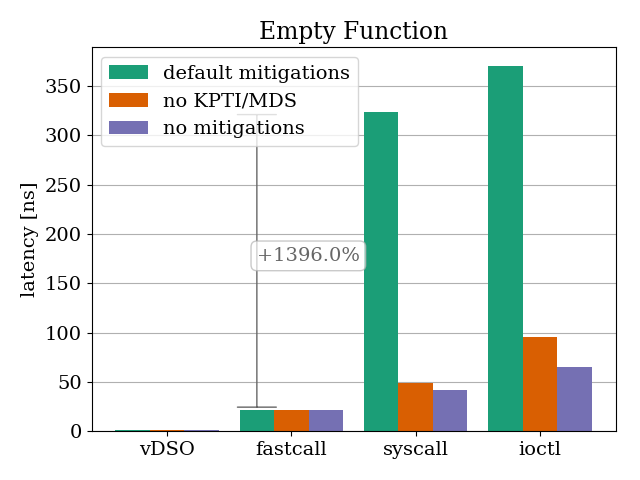 Empty Function
default mitigations
no KPTI/MDS
no mitigations
+1396.0%
latency [ns]
350
300
250
200
150
100
50
0
vDSO
fastcall
syscall
ioctl